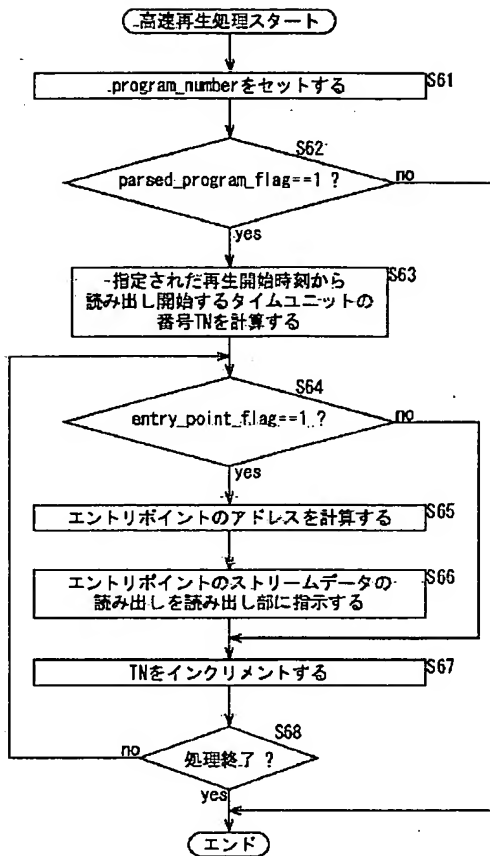 高速再生処理スタート
program_numberをセットする
S61
S62
parsed_program_flag==1 ?
no
yes
S63
指定された再生開始時刻から
読み出し開始するタイムユニットの
番号TNを計算する
S64
entry_point_flag==1 ?
no
yes
エントリポイントのアドレスを計算する
S65
エントリポイントのストリームデータの
読み出しを読み出し部に指示する
S66
TNをインクリメントする
S67
S68
no
処理終了 ?
yes
エンド